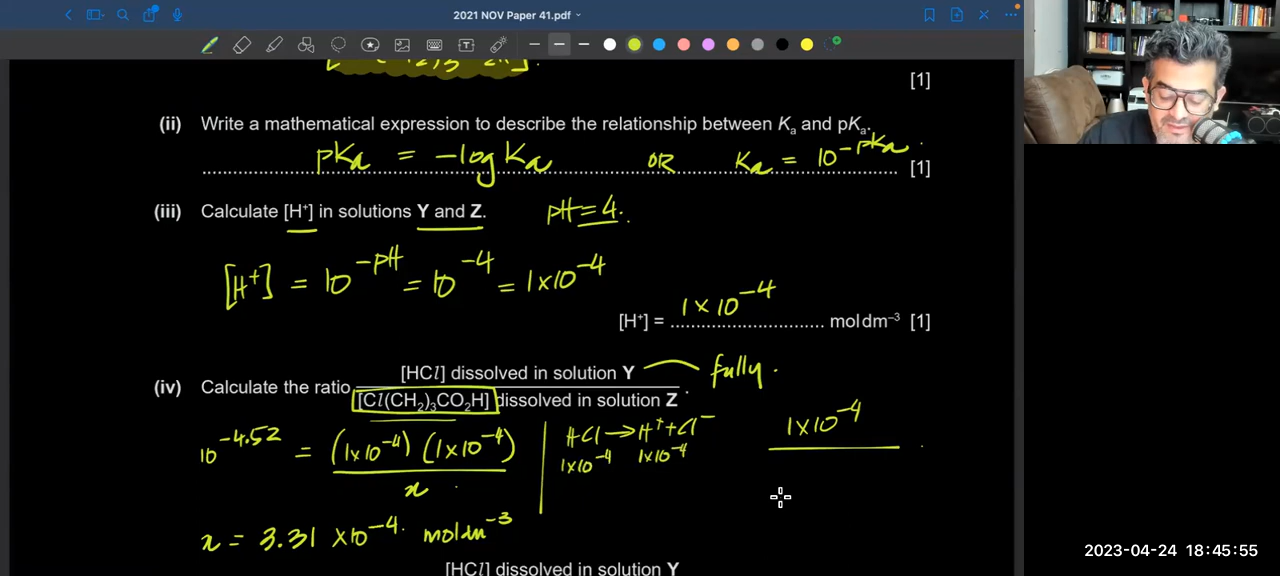 2021 NOV Paper 41.pdf
[1]
(ii) Write a mathematical expression to describe the relationship between Ka and pKa.
pKa = -log Ka OR Ka = 10^-pKa [1]
(iii) Calculate [H⁺] in solutions Y and Z. pH = 4.
[H⁺] = 10^-pH = 10⁻⁴ = 1×10⁻⁴
1×10⁻⁴
[H⁺] = .............................. mol dm⁻³ [1]
[HCl] dissolved in solution Y fully.
(iv) Calculate the ratio
[Cl(CH₂)₃CO₂H] dissolved in solution Z .
10^-4.52 = (1×10⁻⁴)(1×10⁻⁴)
x
HCl → H⁺ + Cl⁻
1×10⁻⁴ 1×10⁻⁴
1×10⁻⁴
x = 3.31 ×10⁻⁴. mol dm⁻³
[HCl] dissolved in solution Y
2023-04-24 18:45:55